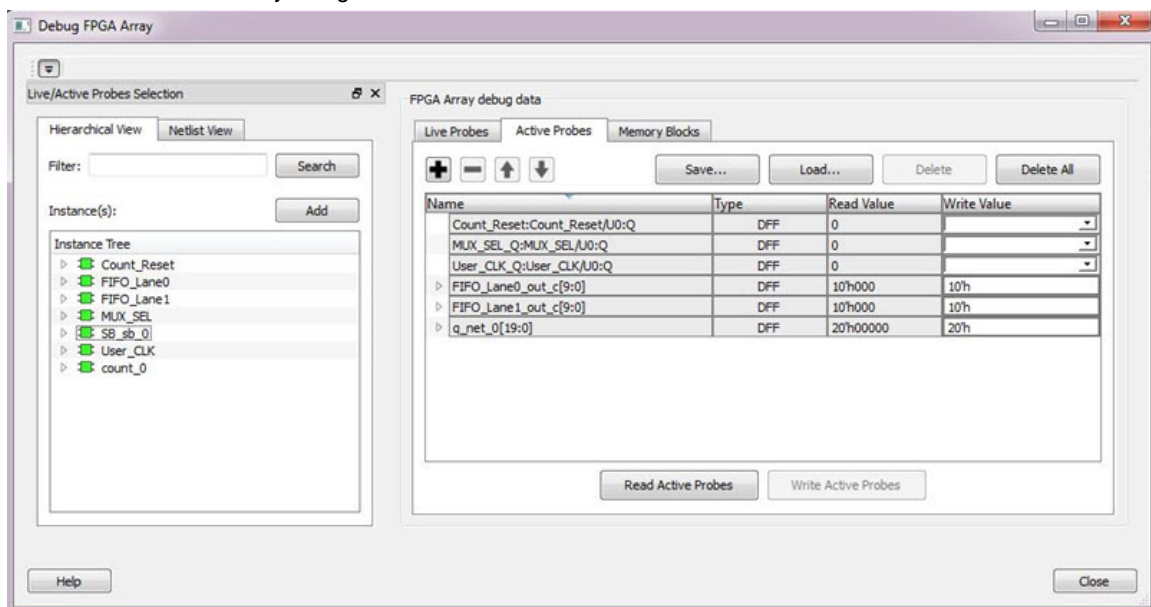 Debug FPGA Array
Live/Active Probes Selection
Hierarchical View Netlist View
Filter: Search
Instance(s): Add
Instance Tree
Count_Reset
FIFO_Lane0
FIFO_Lane1
MUX_SEL
SB_sb_0
User_CLK
count_0
FPGA Array debug data
Live Probes Active Probes Memory Blocks
Save... Load... Delete Delete All
Name Type Read Value Write Value
Count_Reset:Count_Reset/U0:Q DFF 0
MUX_SEL_Q:MUX_SEL/U0:Q DFF 0
User_CLK_Q:User_CLK/U0:Q DFF 0
FIFO_Lane0_out_c[9:0] DFF 10'h000 10'h
FIFO_Lane1_out_c[9:0] DFF 10'h000 10'h
q_net_0[19:0] DFF 20'h00000 20'h
Read Active Probes Write Active Probes
Help Close